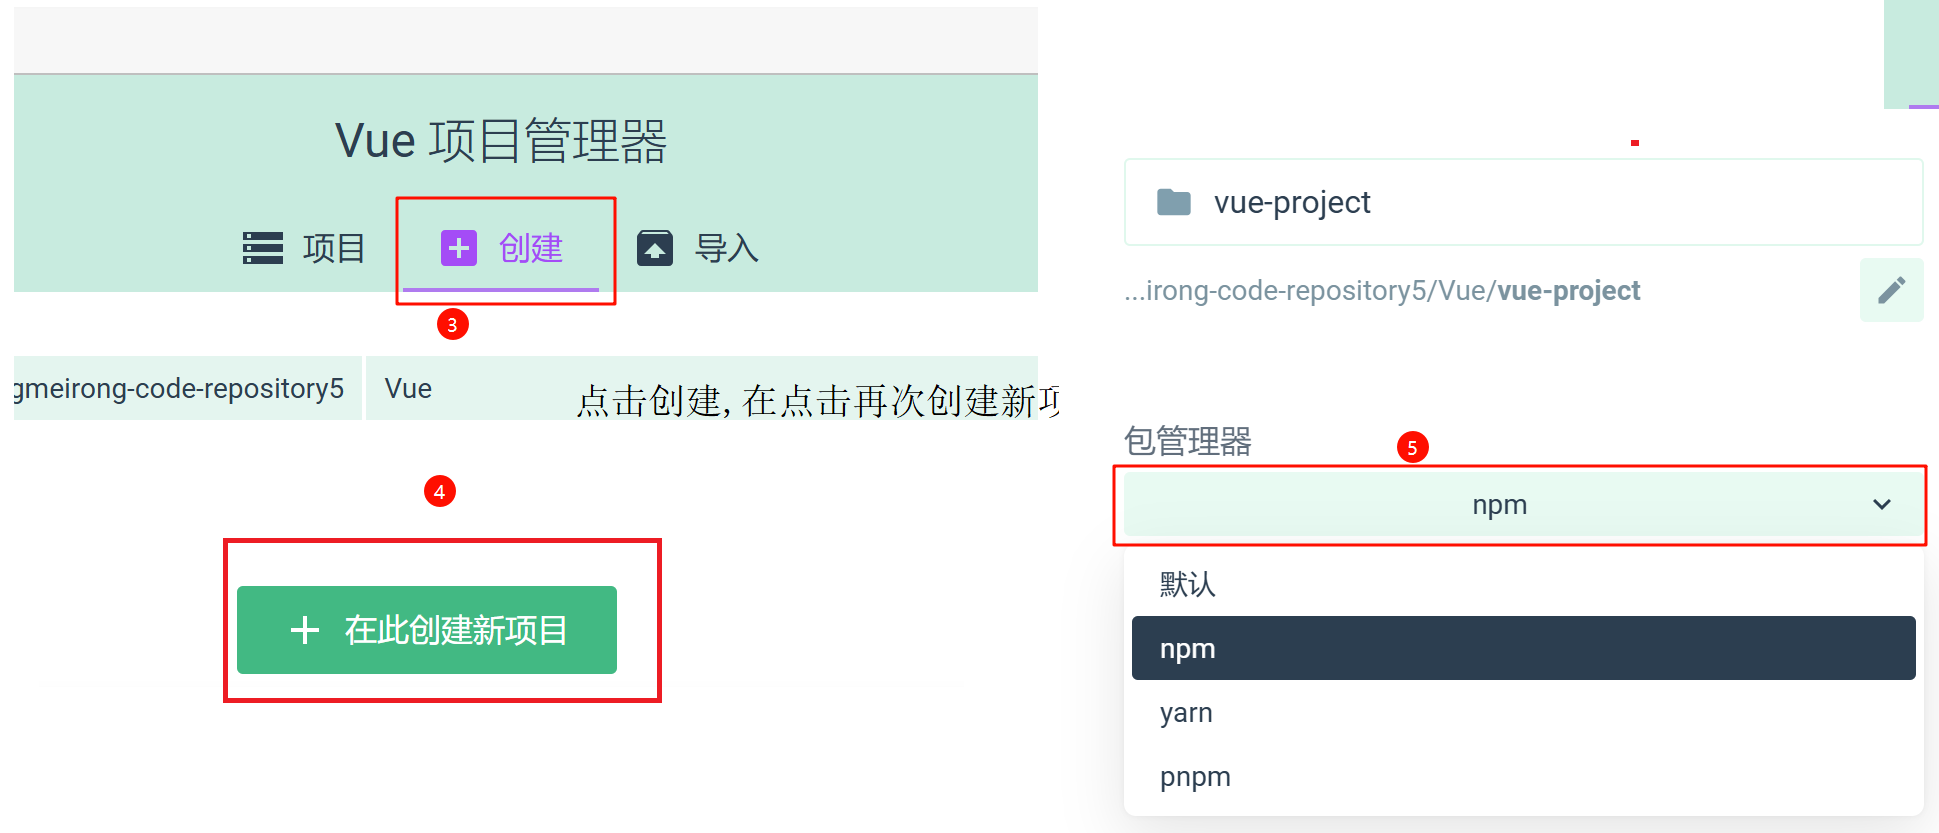 Vue 项目管理器
项目 创建 导入
3
gmeirong-code-repository5 Vue
点击创建, 在点击再次创建新项
4
在此创建新项目
vue-project
...irong-code-repository5/Vue/vue-project
包管理器
5
npm
默认
npm
yarn
pnpm